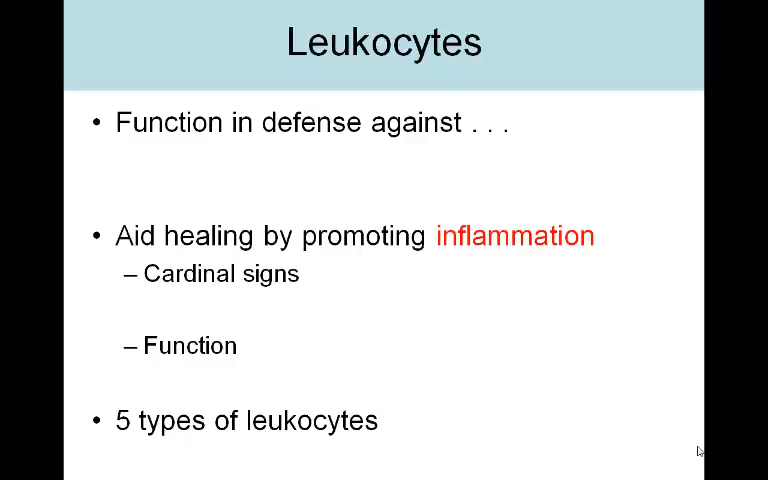 Leukocytes
• Function in defense against . . .
• Aid healing by promoting inflammation
– Cardinal signs
– Function
• 5 types of leukocytes